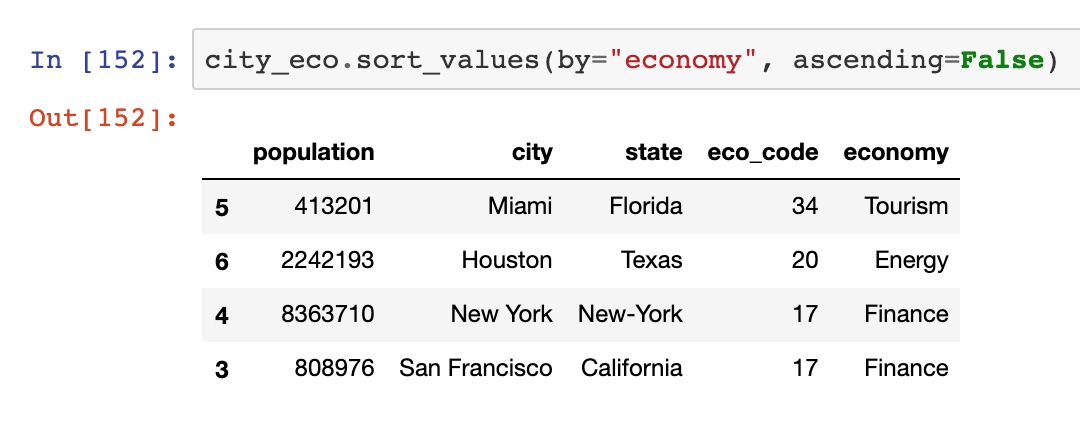 In [152]: city_eco.sort_values(by="economy", ascending=False)
Out[152]:
population city state eco_code economy
5 413201 Miami Florida 34 Tourism
6 2242193 Houston Texas 20 Energy
4 8363710 New York New-York 17 Finance
3 808976 San Francisco California 17 Finance